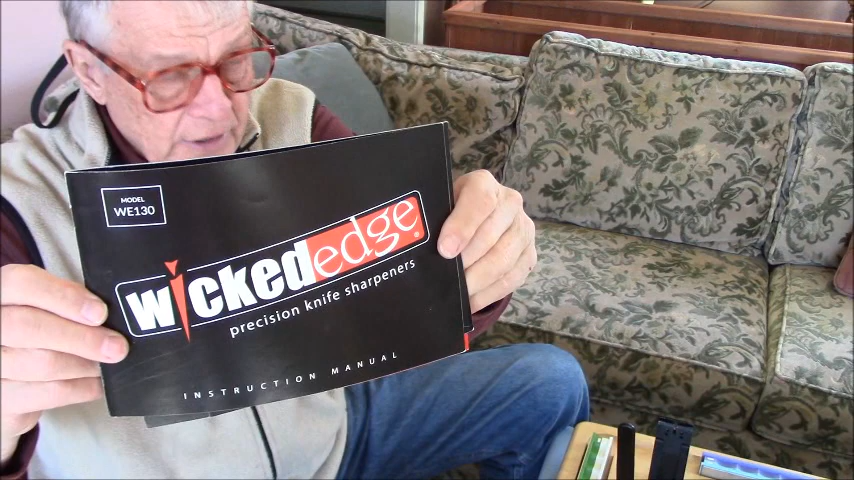 MODEL
WE130
wickededge®
precision knife sharpeners
INSTRUCTION MANUAL